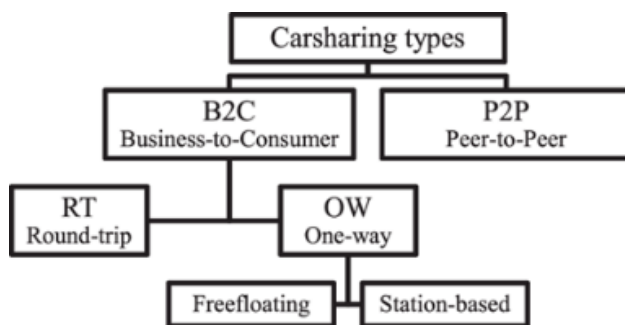 Carsharing types
B2C
Business-to-Consumer
P2P
Peer-to-Peer
RT
Round-trip
OW
One-way
Freefloating
Station-based